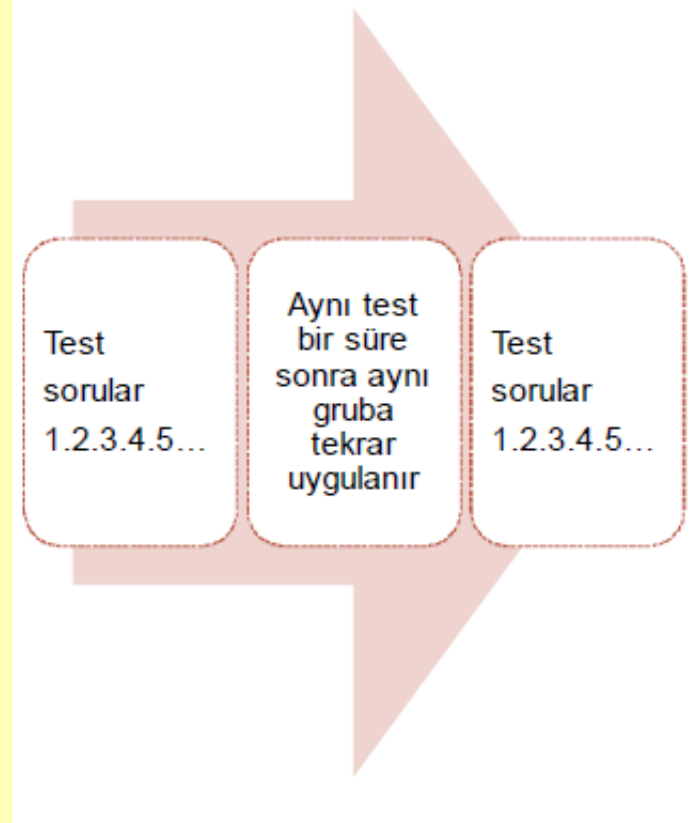 Test
sorular
1.2.3.4.5...
Aynı test
bir süre
sonra aynı
gruba
tekrar
uygulanır
Test
sorular
1.2.3.4.5...